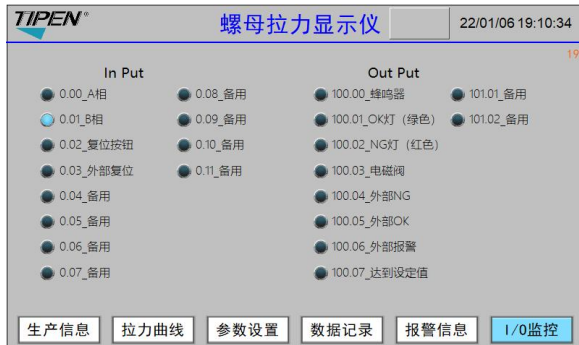 TIPEN®
螺母拉力显示仪
22/01/06 19:10:34
19
In Put
Out Put
0.00_A相
0.08_备用
100.00_蜂鸣器
101.01_备用
0.01_B相
0.09_备用
100.01_OK灯（绿色）
101.02_备用
0.02_复位按钮
0.10_备用
100.02_NG灯（红色）
0.03_外部复位
0.11_备用
100.03_电磁阀
0.04_备用
100.04_外部NG
0.05_备用
100.05_外部OK
0.06_备用
100.06_外部报警
0.07_备用
100.07_达到设定值
生产信息
拉力曲线
参数设置
数据记录
报警信息
I/0监控